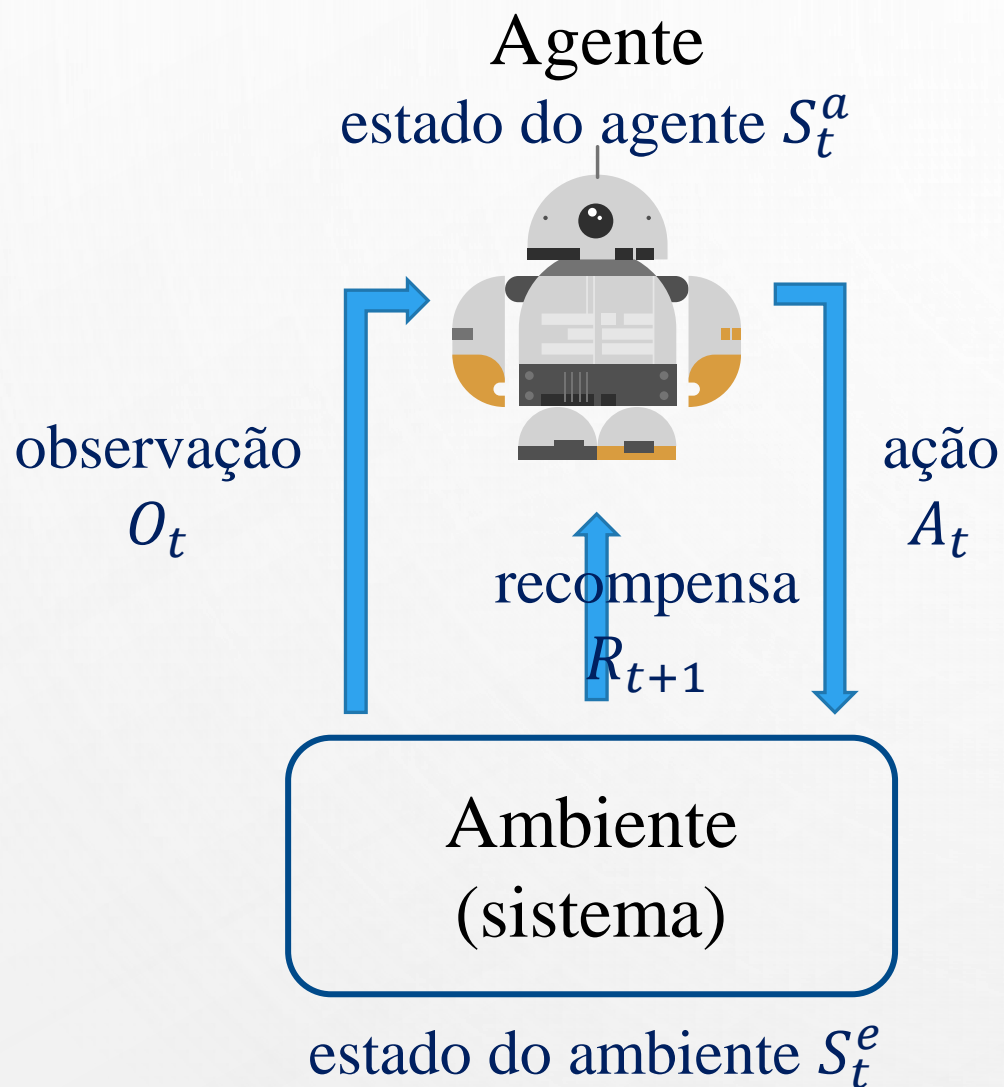 Agente
estado do agente $S_t^a$
observação
$O_t$
ação
$A_t$
recompensa
$R_{t+1}$
Ambiente
(sistema)
estado do ambiente $S_t^e$